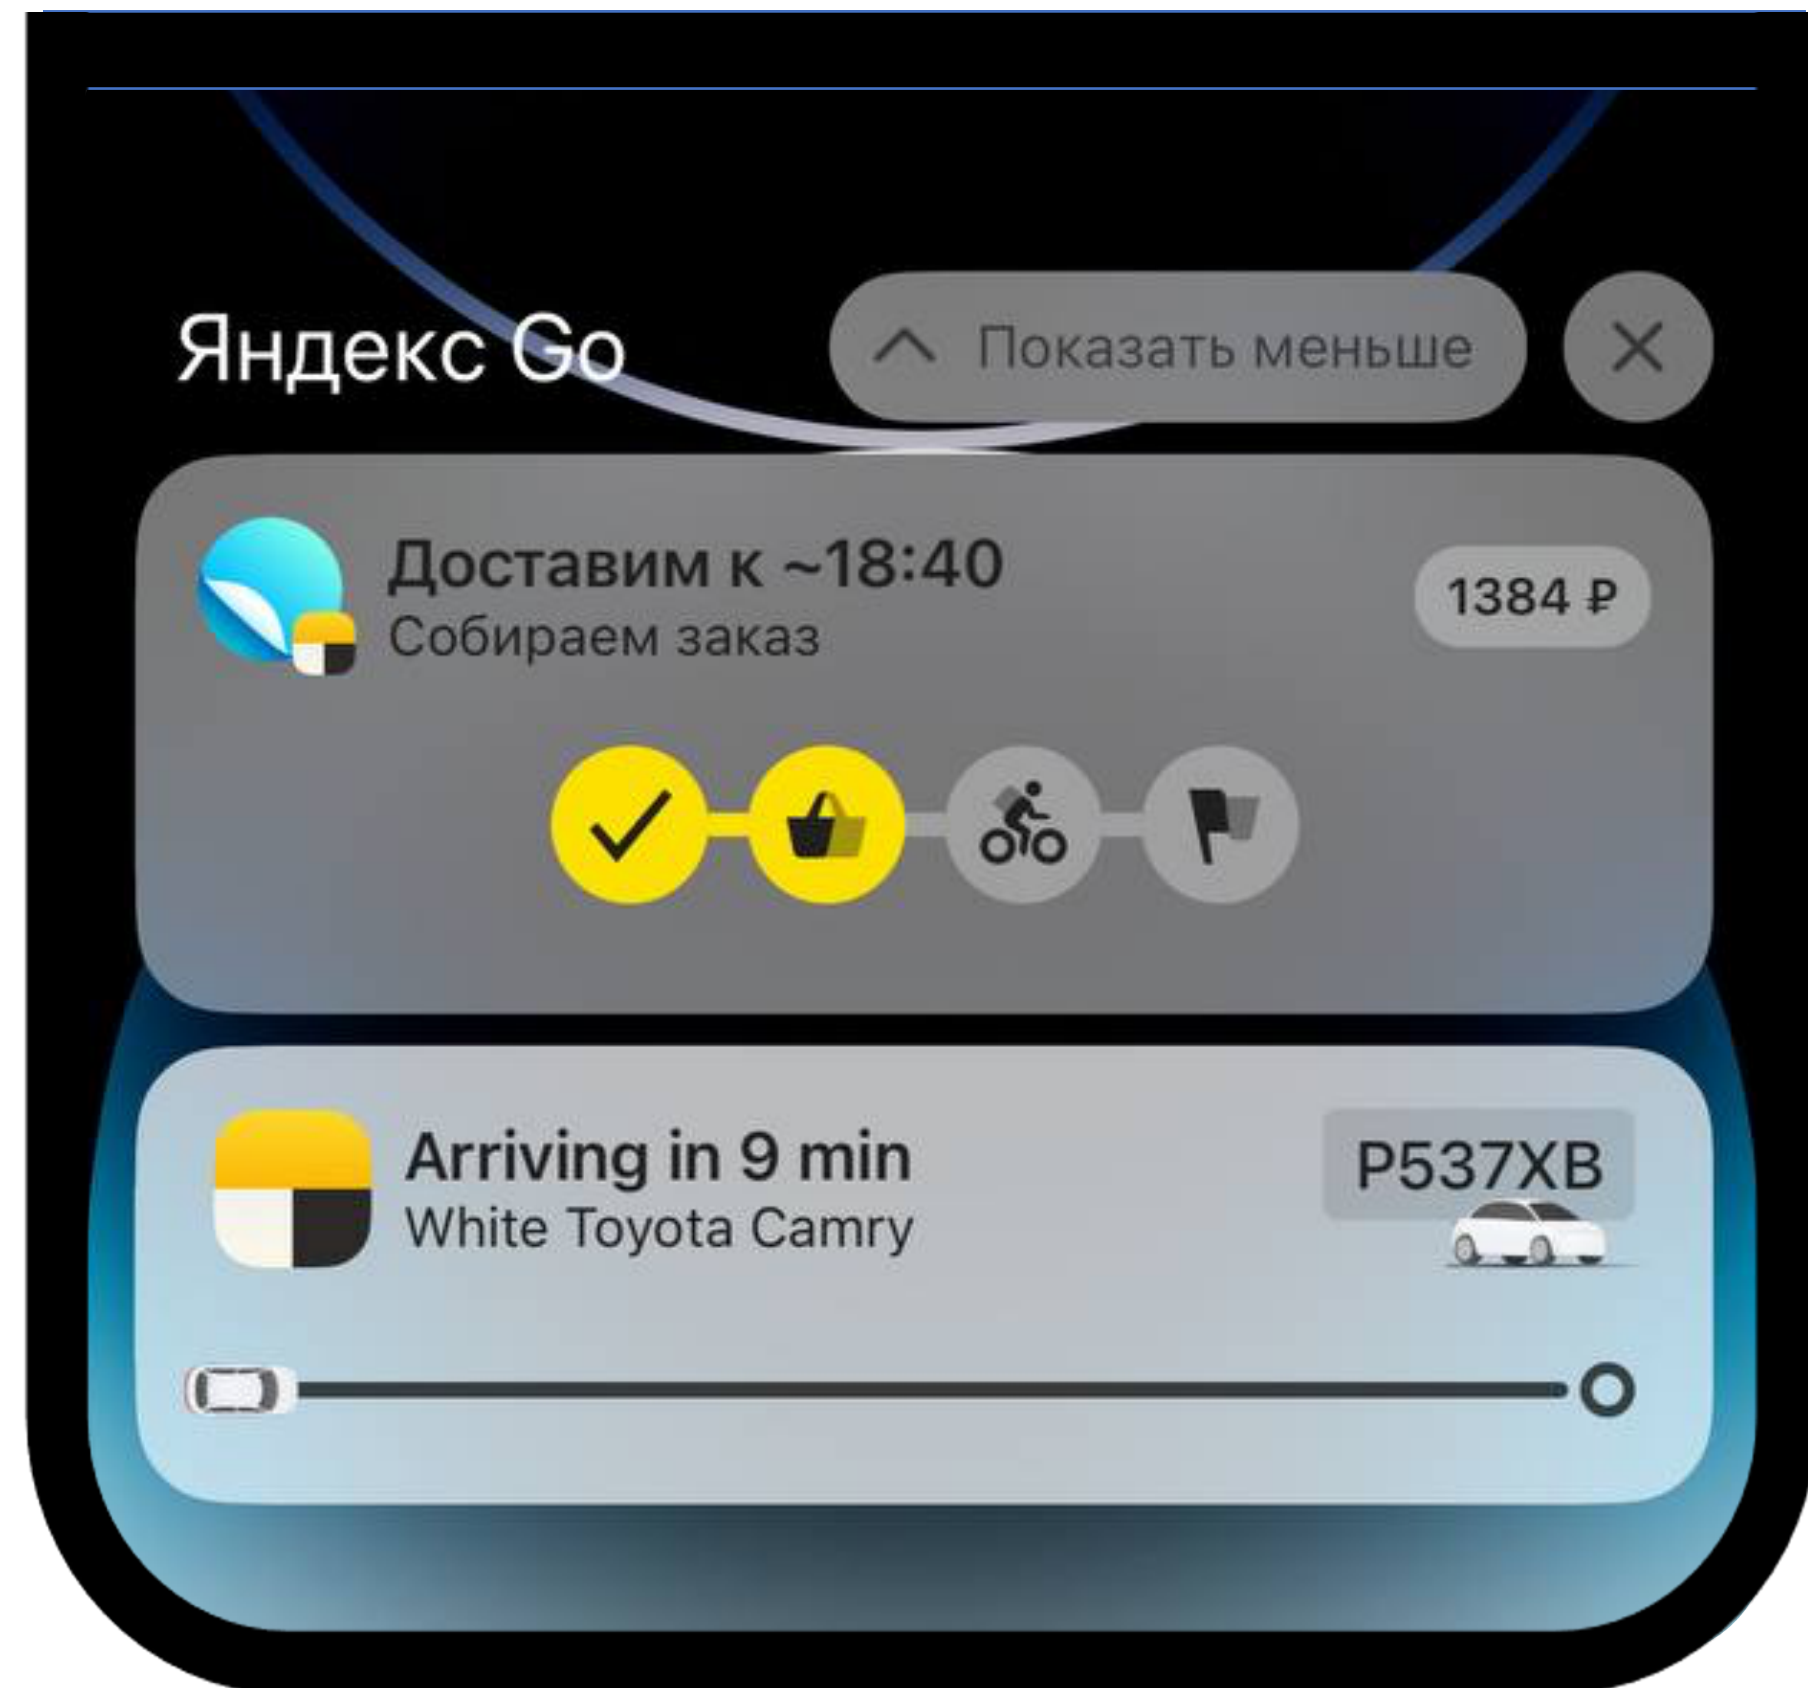 Яндекс Go
Показать меньше
Доставим к ~18:40
Собираем заказ
1384 ₽
Arriving in 9 min
White Toyota Camry
P537XB